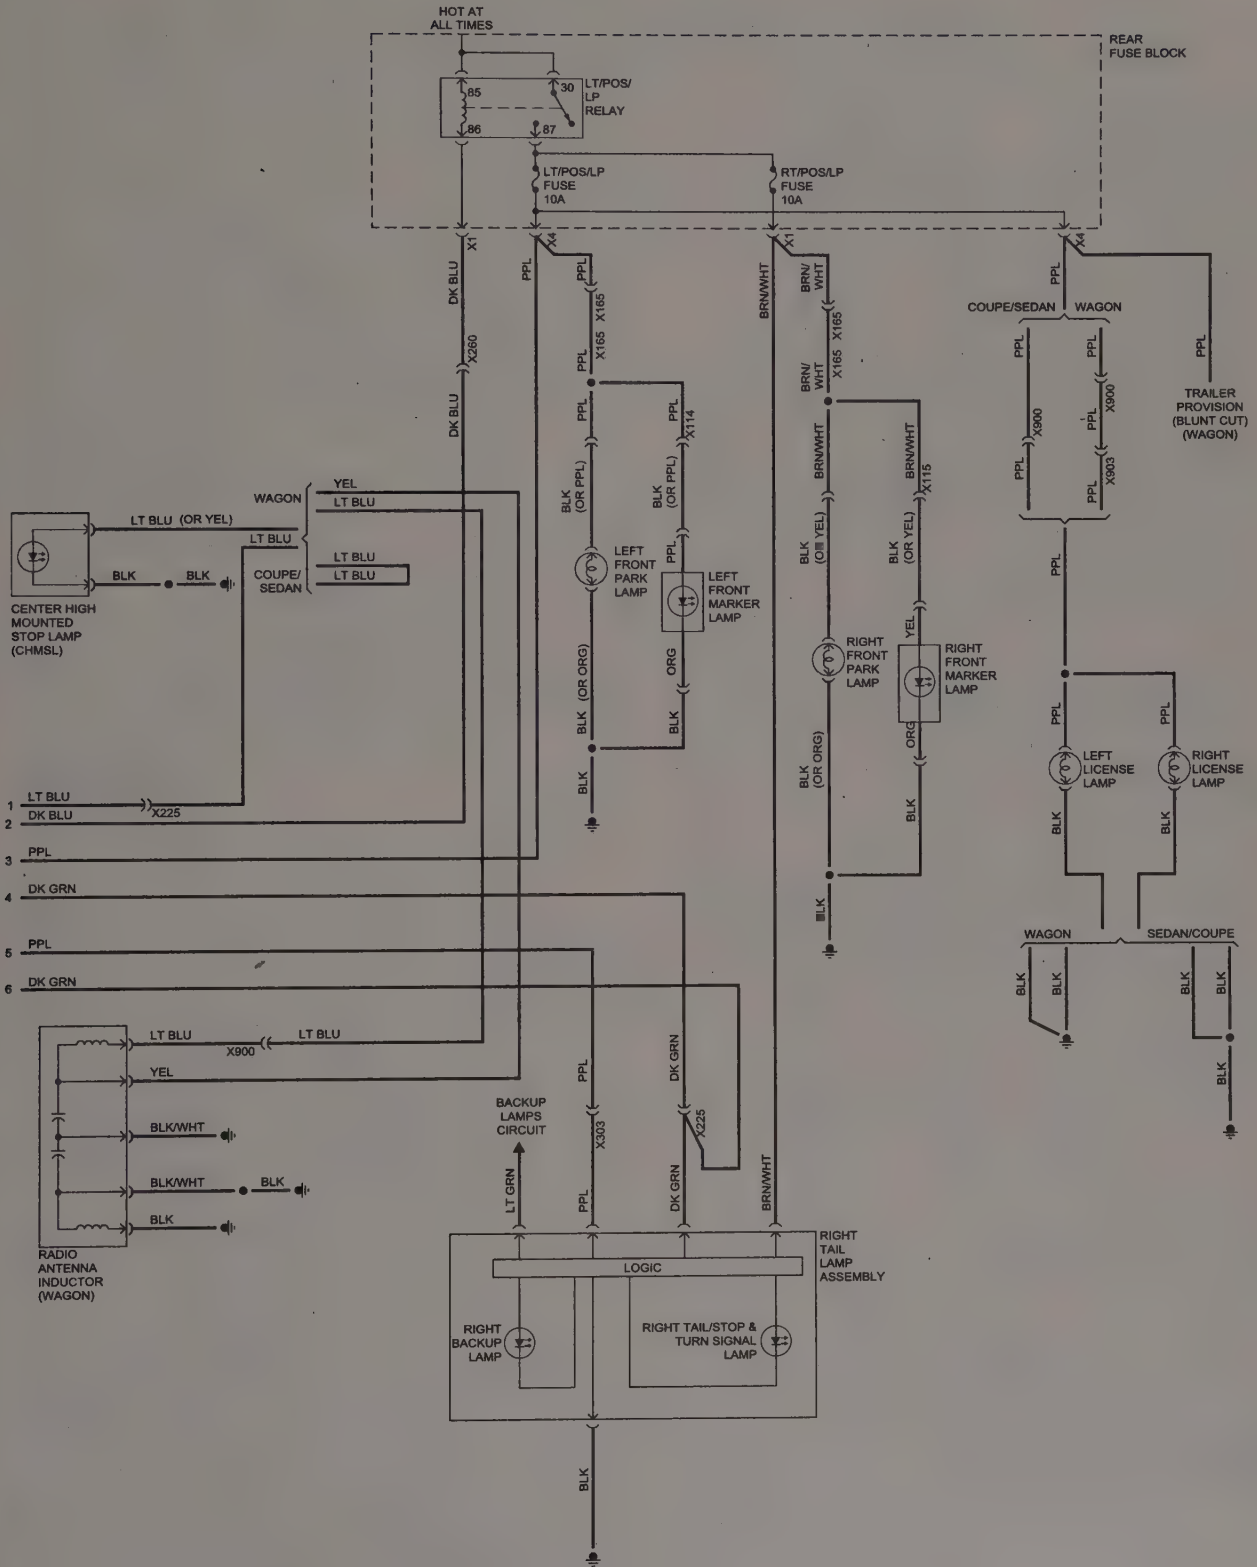 HOT AT
ALL TIMES
REAR
FUSE BLOCK
85
30
LT/POS/
LP
RELAY
86
87
LT/POS/LP
FUSE
10A
RT/POS/LP
FUSE
10A
X1
X4
X1
X4
DK BLU
PPL
PPL
BRN/WHT
BRN/
WHT
PPL
COUPE/SEDAN
WAGON
X165
X165
X165
X165
X260
PPL
BRN/
WHT
PPL
PPL
PPL
X900
TRAILER
PROVISION
(BLUNT CUT)
(WAGON)
DK BLU
PPL
PPL
X114
BRN/WHT
BRN/WHT
X115
X900
PPL
X903
PPL
PPL
WAGON
YEL
LT BLU
BLK
(OR PPL)
BLK
(OR PPL)
BLK
(OR YEL)
BLK
(OR YEL)
LT BLU (OR YEL)
LT BLU
COUPE/
SEDAN
LT BLU
LT BLU
BLK
BLK
CENTER HIGH
MOUNTED
STOP LAMP
(CHMSL)
LEFT
FRONT
PARK
LAMP
PPL
LEFT
FRONT
MARKER
LAMP
PPL
YEL
RIGHT
FRONT
PARK
LAMP
RIGHT
FRONT
MARKER
LAMP
BLK (OR ORG)
ORG
BLK
PPL
PPL
BLK
(OR ORG)
ORG
LEFT
LICENSE
LAMP
RIGHT
LICENSE
LAMP
BLK
BLK
BLK
BLK
1
LT BLU
X225
2
DK BLU
3
PPL
4
DK GRN
BLK
5
PPL
WAGON
SEDAN/COUPE
6
DK GRN
BLK
BLK
BLK
BLK
LT BLU
X900
LT BLU
YEL
BLK/WHT
BLK/WHT
BLK
BLK
RADIO
ANTENNA
INDUCTOR
(WAGON)
PPL
DK GRN
BLK
BACKUP
LAMPS
CIRCUIT
X303
X225
LT GRN
PPL
DK GRN
BRN/WHT
RIGHT
TAIL
LAMP
ASSEMBLY
LOGIC
RIGHT
BACKUP
LAMP
RIGHT TAIL/STOP &
TURN SIGNAL
LAMP
BLK